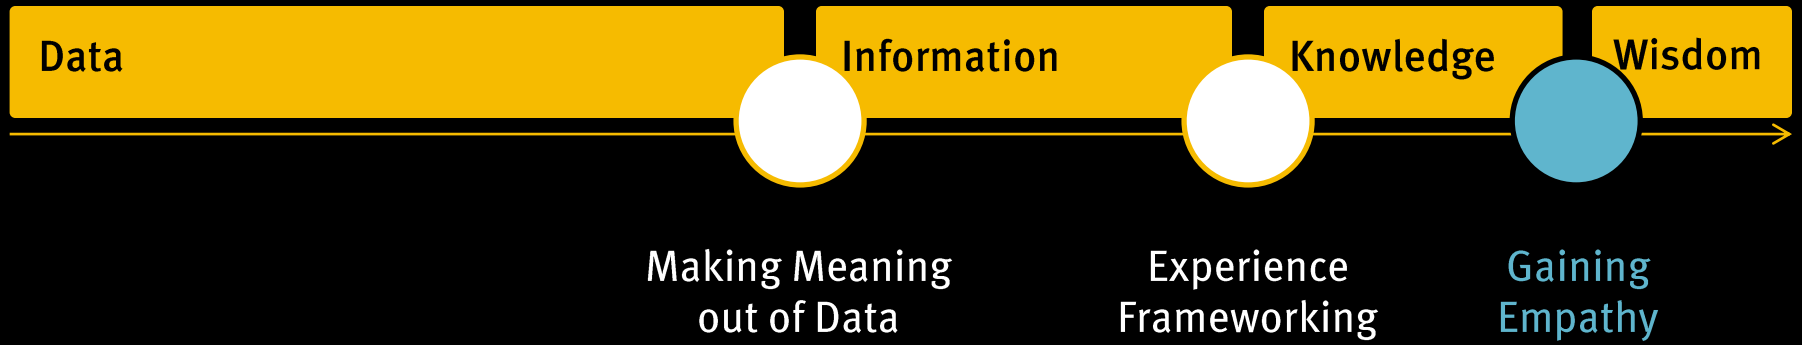 Data
Information
Knowledge
Wisdom
Making Meaning
out of Data
Experience
Frameworking
Gaining
Empathy